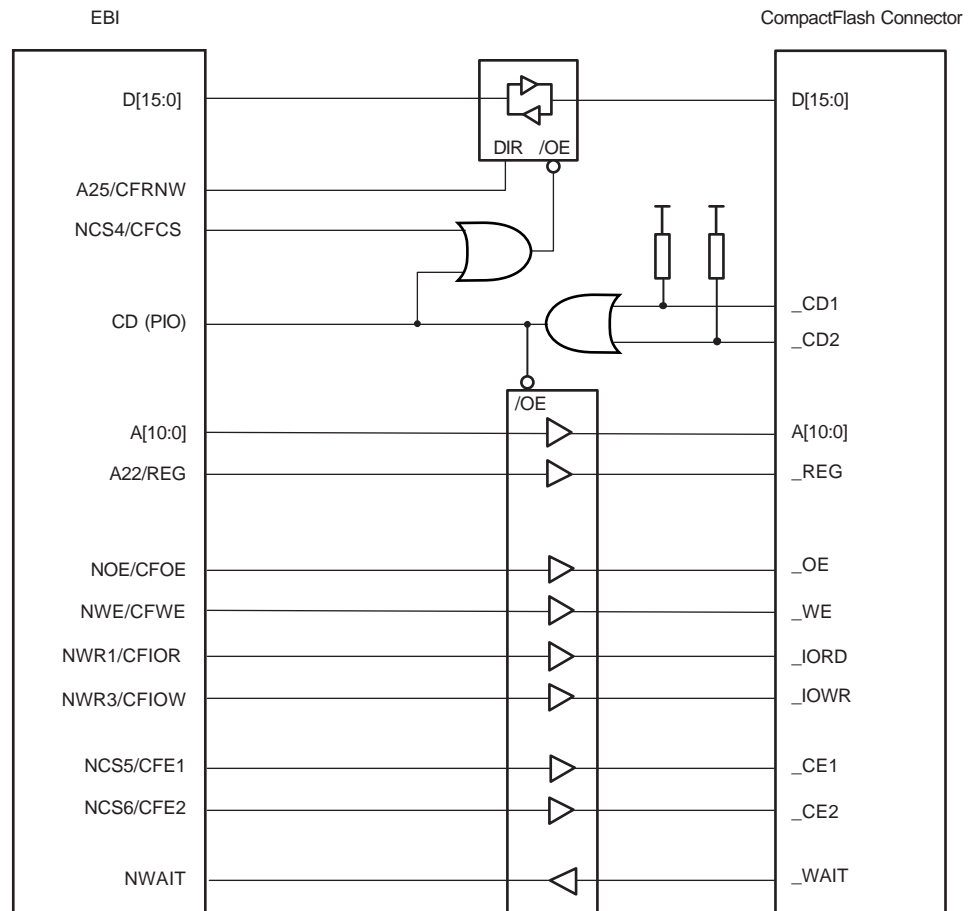 EBI
CompactFlash Connector
D[15:0]
D[15:0]
DIR /OE
A25/CFRNW
NCS4/CFCS
_CD1
CD (PIO)
_CD2
/OE
A[10:0]
A[10:0]
A22/REG
_REG
NOE/CFOE
_OE
NWE/CFWE
_WE
NWR1/CFIOR
_IORD
NWR3/CFIOW
_IOWR
NCS5/CFE1
_CE1
NCS6/CFE2
_CE2
NWAIT
_WAIT